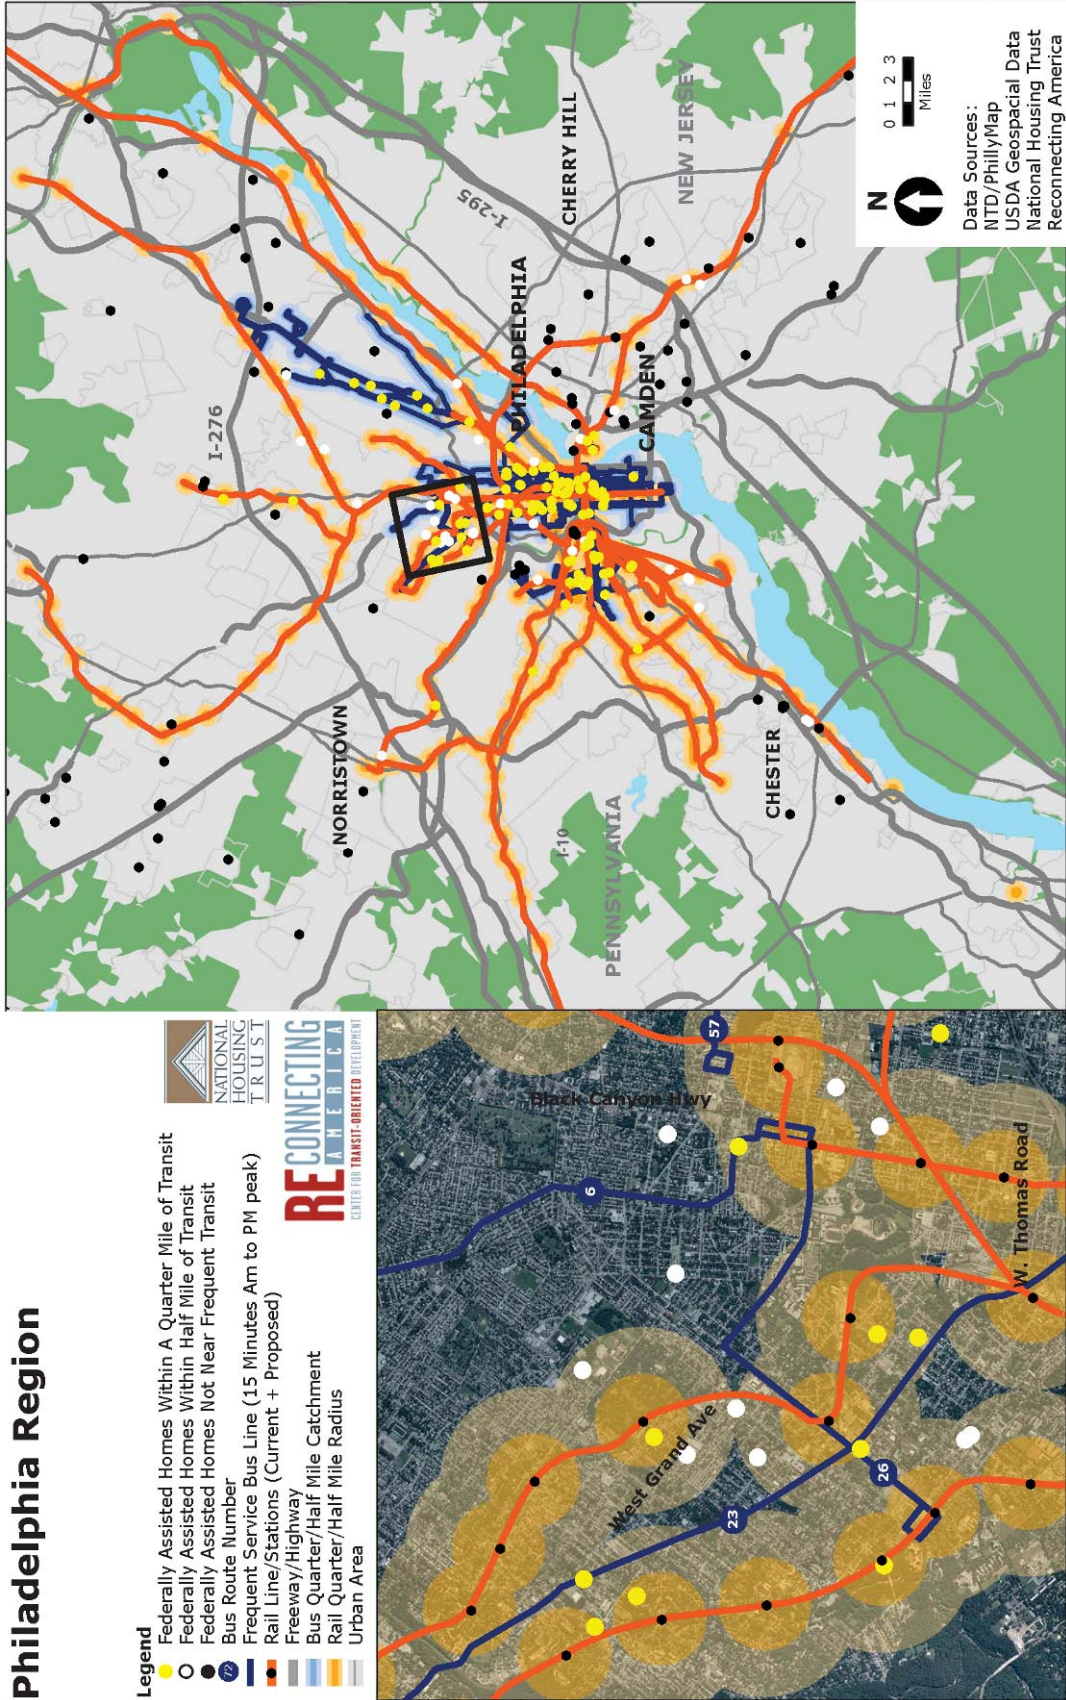 Philadelphia Region
Legend
Federally Assisted Homes Within A Quarter Mile of Transit
Federally Assisted Homes Within Half Mile of Transit
Federally Assisted Homes Not Near Frequent Transit
72 Bus Route Number
Frequent Service Bus Line (15 Minutes Am to PM peak)
Rail Line/Stations (Current + Proposed)
Freeway/Highway
Bus Quarter/Half Mile Catchment
Rail Quarter/Half Mile Radius
Urban Area
NATIONAL
HOUSING
TRUST
RECONNECTING
AMERICA
CENTER FOR TRANSIT-ORIENTED DEVELOPMENT
Black Canyon Hwy
57
6
West Grand Ave
23
26
W. Thomas Road
I-276
NORRISTOWN
I-295
CHERRY HILL
NEW JERSEY
PHILADELPHIA
CAMDEN
I-10
PENNSYLVANIA
CHESTER
N
0 1 2 3
Miles
Data Sources:
NTD/PhillyMap
USDA Geospacial Data
National Housing Trust
Reconnecting America